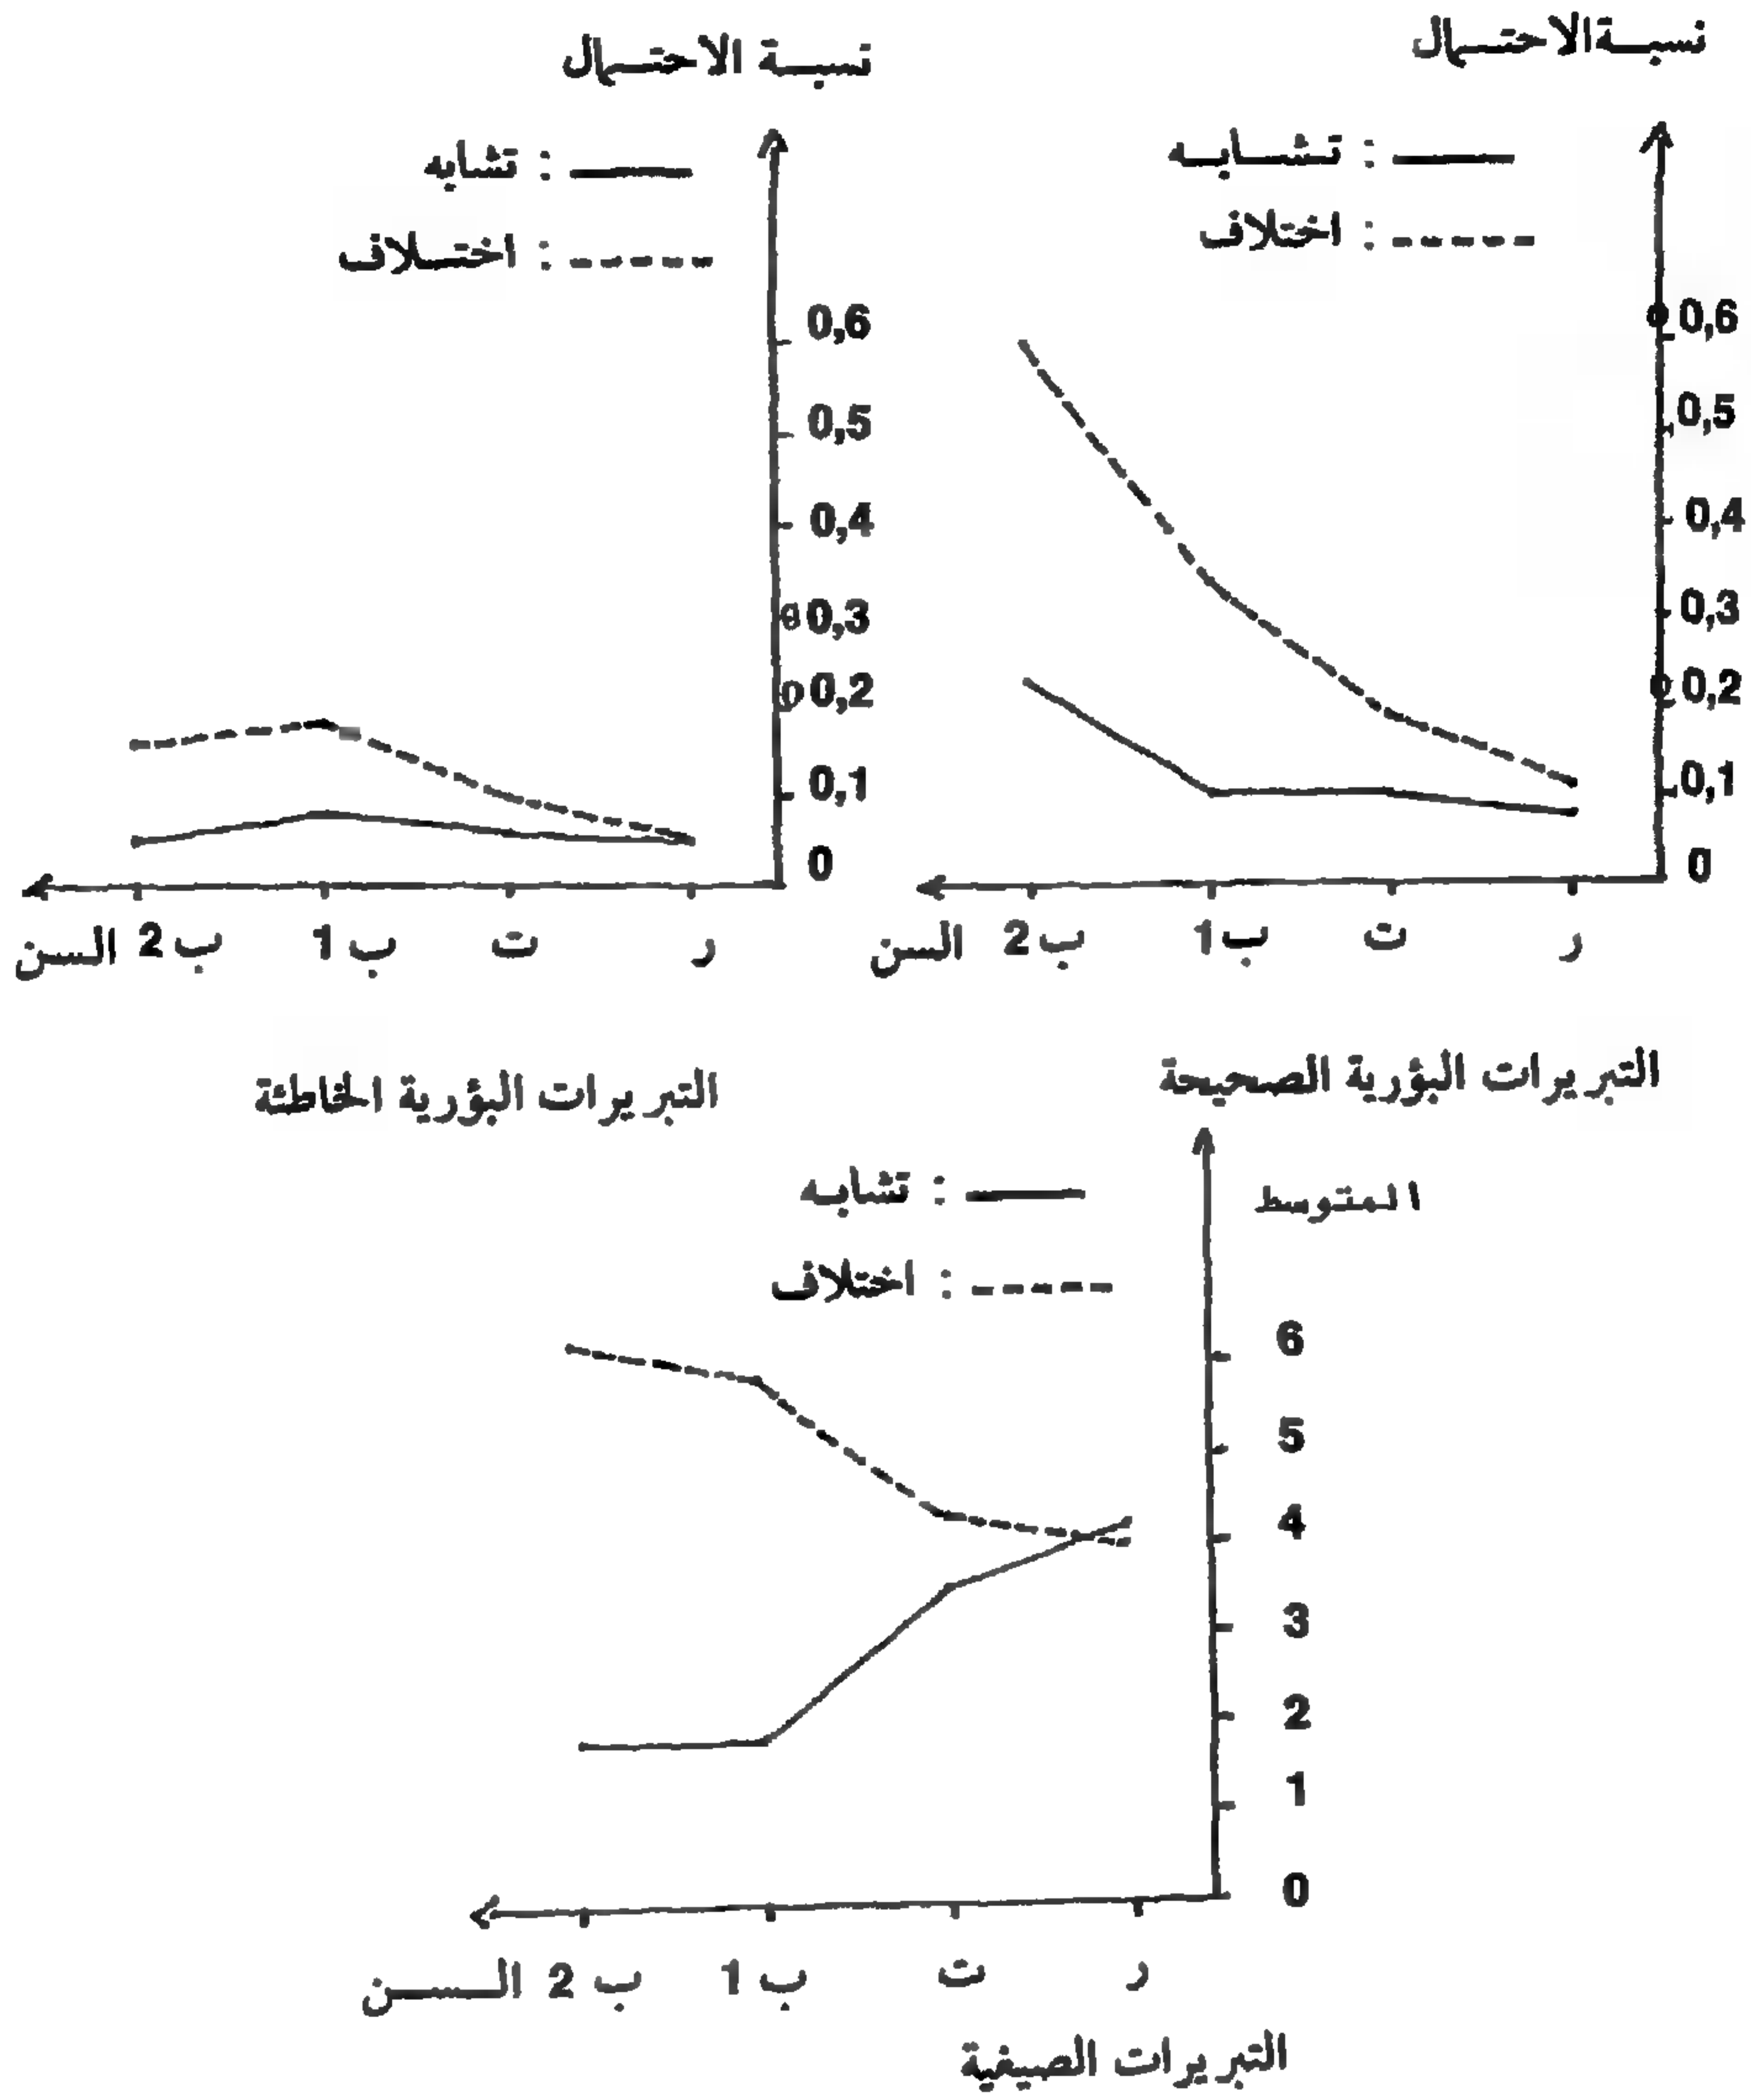 نسبة الاحتمال
تشابه : 
اختلاف : 
0,6
0,5
0,4
0,3
0,2
0,1
0
ر ت ب 1 ب 2 السن
التبريرات البؤرية الصحيحة
نسبة الاحتمال
تشابه : 
اختلاف : 
0,6
0,5
0,4
0,3
0,2
0,1
0
ر ت ب 1 ب 2 السن
التبريرات البؤرية الخاطئة
المتوسط
تشابه : 
اختلاف : 
6
5
4
3
2
1
0
ر ت ب 1 ب 2 السن
التبريرات الصيفية